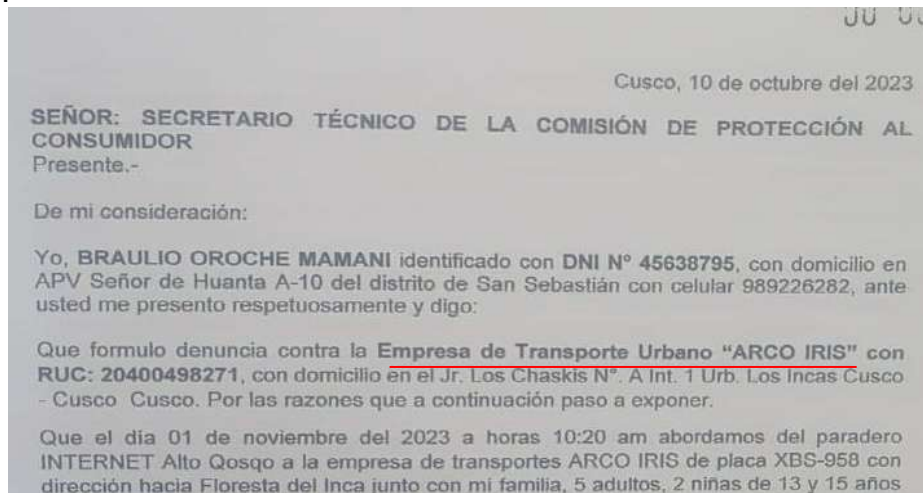 Cusco, 10 de octubre del 2023
SEÑOR: SECRETARIO TÉCNICO DE LA COMISIÓN DE PROTECCIÓN AL
CONSUMIDOR
Presente.-
De mi consideración:
Yo, BRAULIO OROCHE MAMANI identificado con DNI Nº 45638795, con domicilio en
APV Señor de Huanta A-10 del distrito de San Sebastián con celular 989226282, ante
usted me presento respetuosamente y digo:
Que formulo denuncia contra la Empresa de Transporte Urbano “ARCO IRIS” con
RUC: 20400498271, con domicilio en el Jr. Los Chaskis N°. A Int. 1 Urb. Los Incas Cusco
- Cusco Cusco. Por las razones que a continuación paso a exponer.
Que el día 01 de noviembre del 2023 a horas 10:20 am abordamos del paradero
INTERNET Alto Qosqo a la empresa de transportes ARCO IRIS de placa XBS-958 con
dirección hacia Floresta del Inca junto con mi familia, 5 adultos, 2 niñas de 13 y 15 años